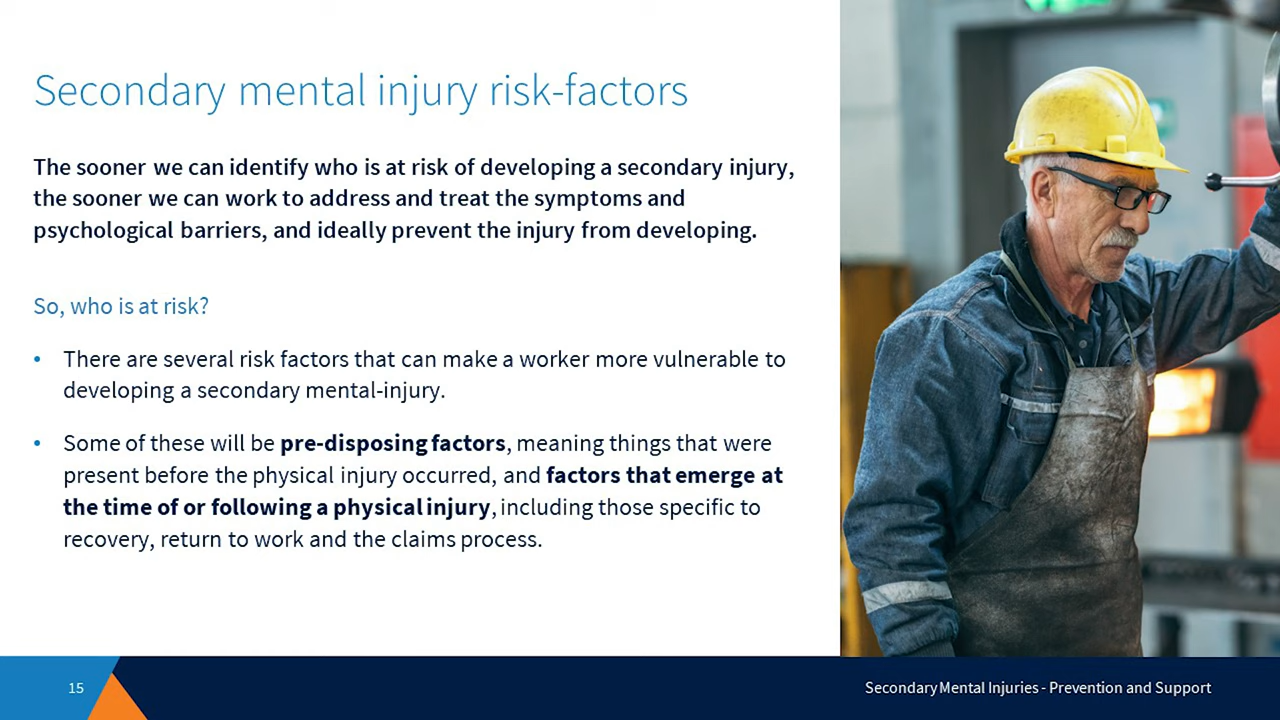 Secondary mental injury risk-factors
The sooner we can identify who is at risk of developing a secondary injury,
the sooner we can work to address and treat the symptoms and
psychological barriers, and ideally prevent the injury from developing.
So, who is at risk?
• There are several risk factors that can make a worker more vulnerable to
developing a secondary mental-injury.
• Some of these will be pre-disposing factors, meaning things that were
present before the physical injury occurred, and factors that emerge at
the time of or following a physical injury, including those specific to
recovery, return to work and the claims process.
15
Secondary Mental Injuries - Prevention and Support